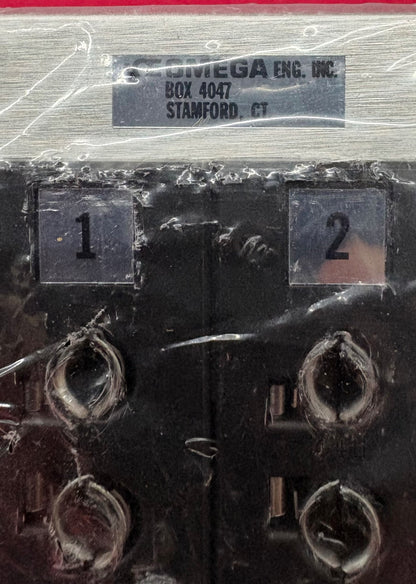 OMEGA ENG. INC.
BOX 4047
STAMFORD, CT
1
2